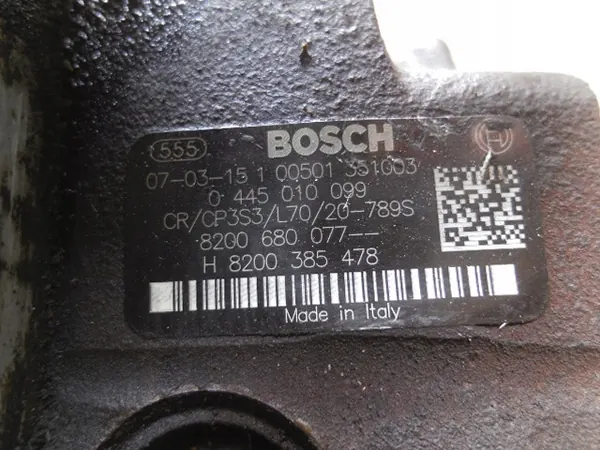 555 BOSCH
07-03-15 1 00501 351003
0 445 010 099
CR/CP3S3/L70/20-789S
8200 680 077--
H 8200 385 478
Made in Italy